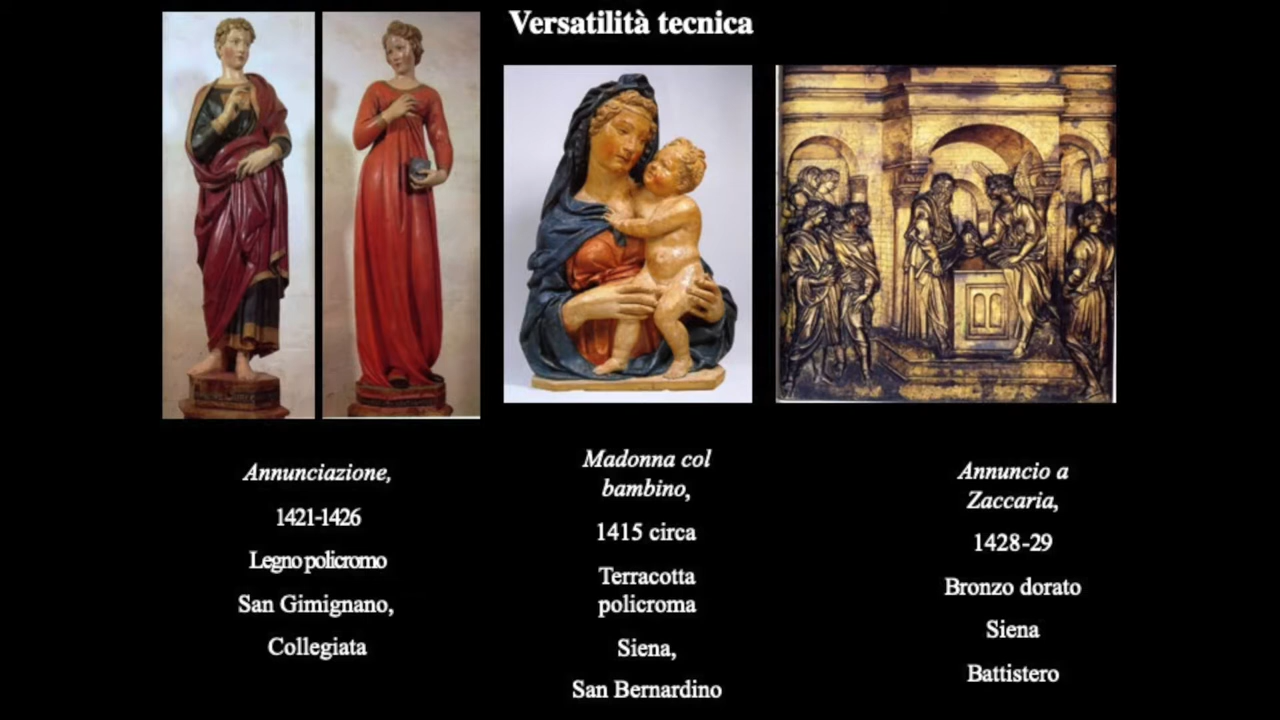 Versatilità tecnica
Annunciazione,
1421-1426
Legno policromo
San Gimignano,
Collegiata
Madonna col
bambino,
1415 circa
Terracotta
policroma
Siena,
San Bernardino
Annuncio a
Zaccaria,
1428-29
Bronzo dorato
Siena
Battistero